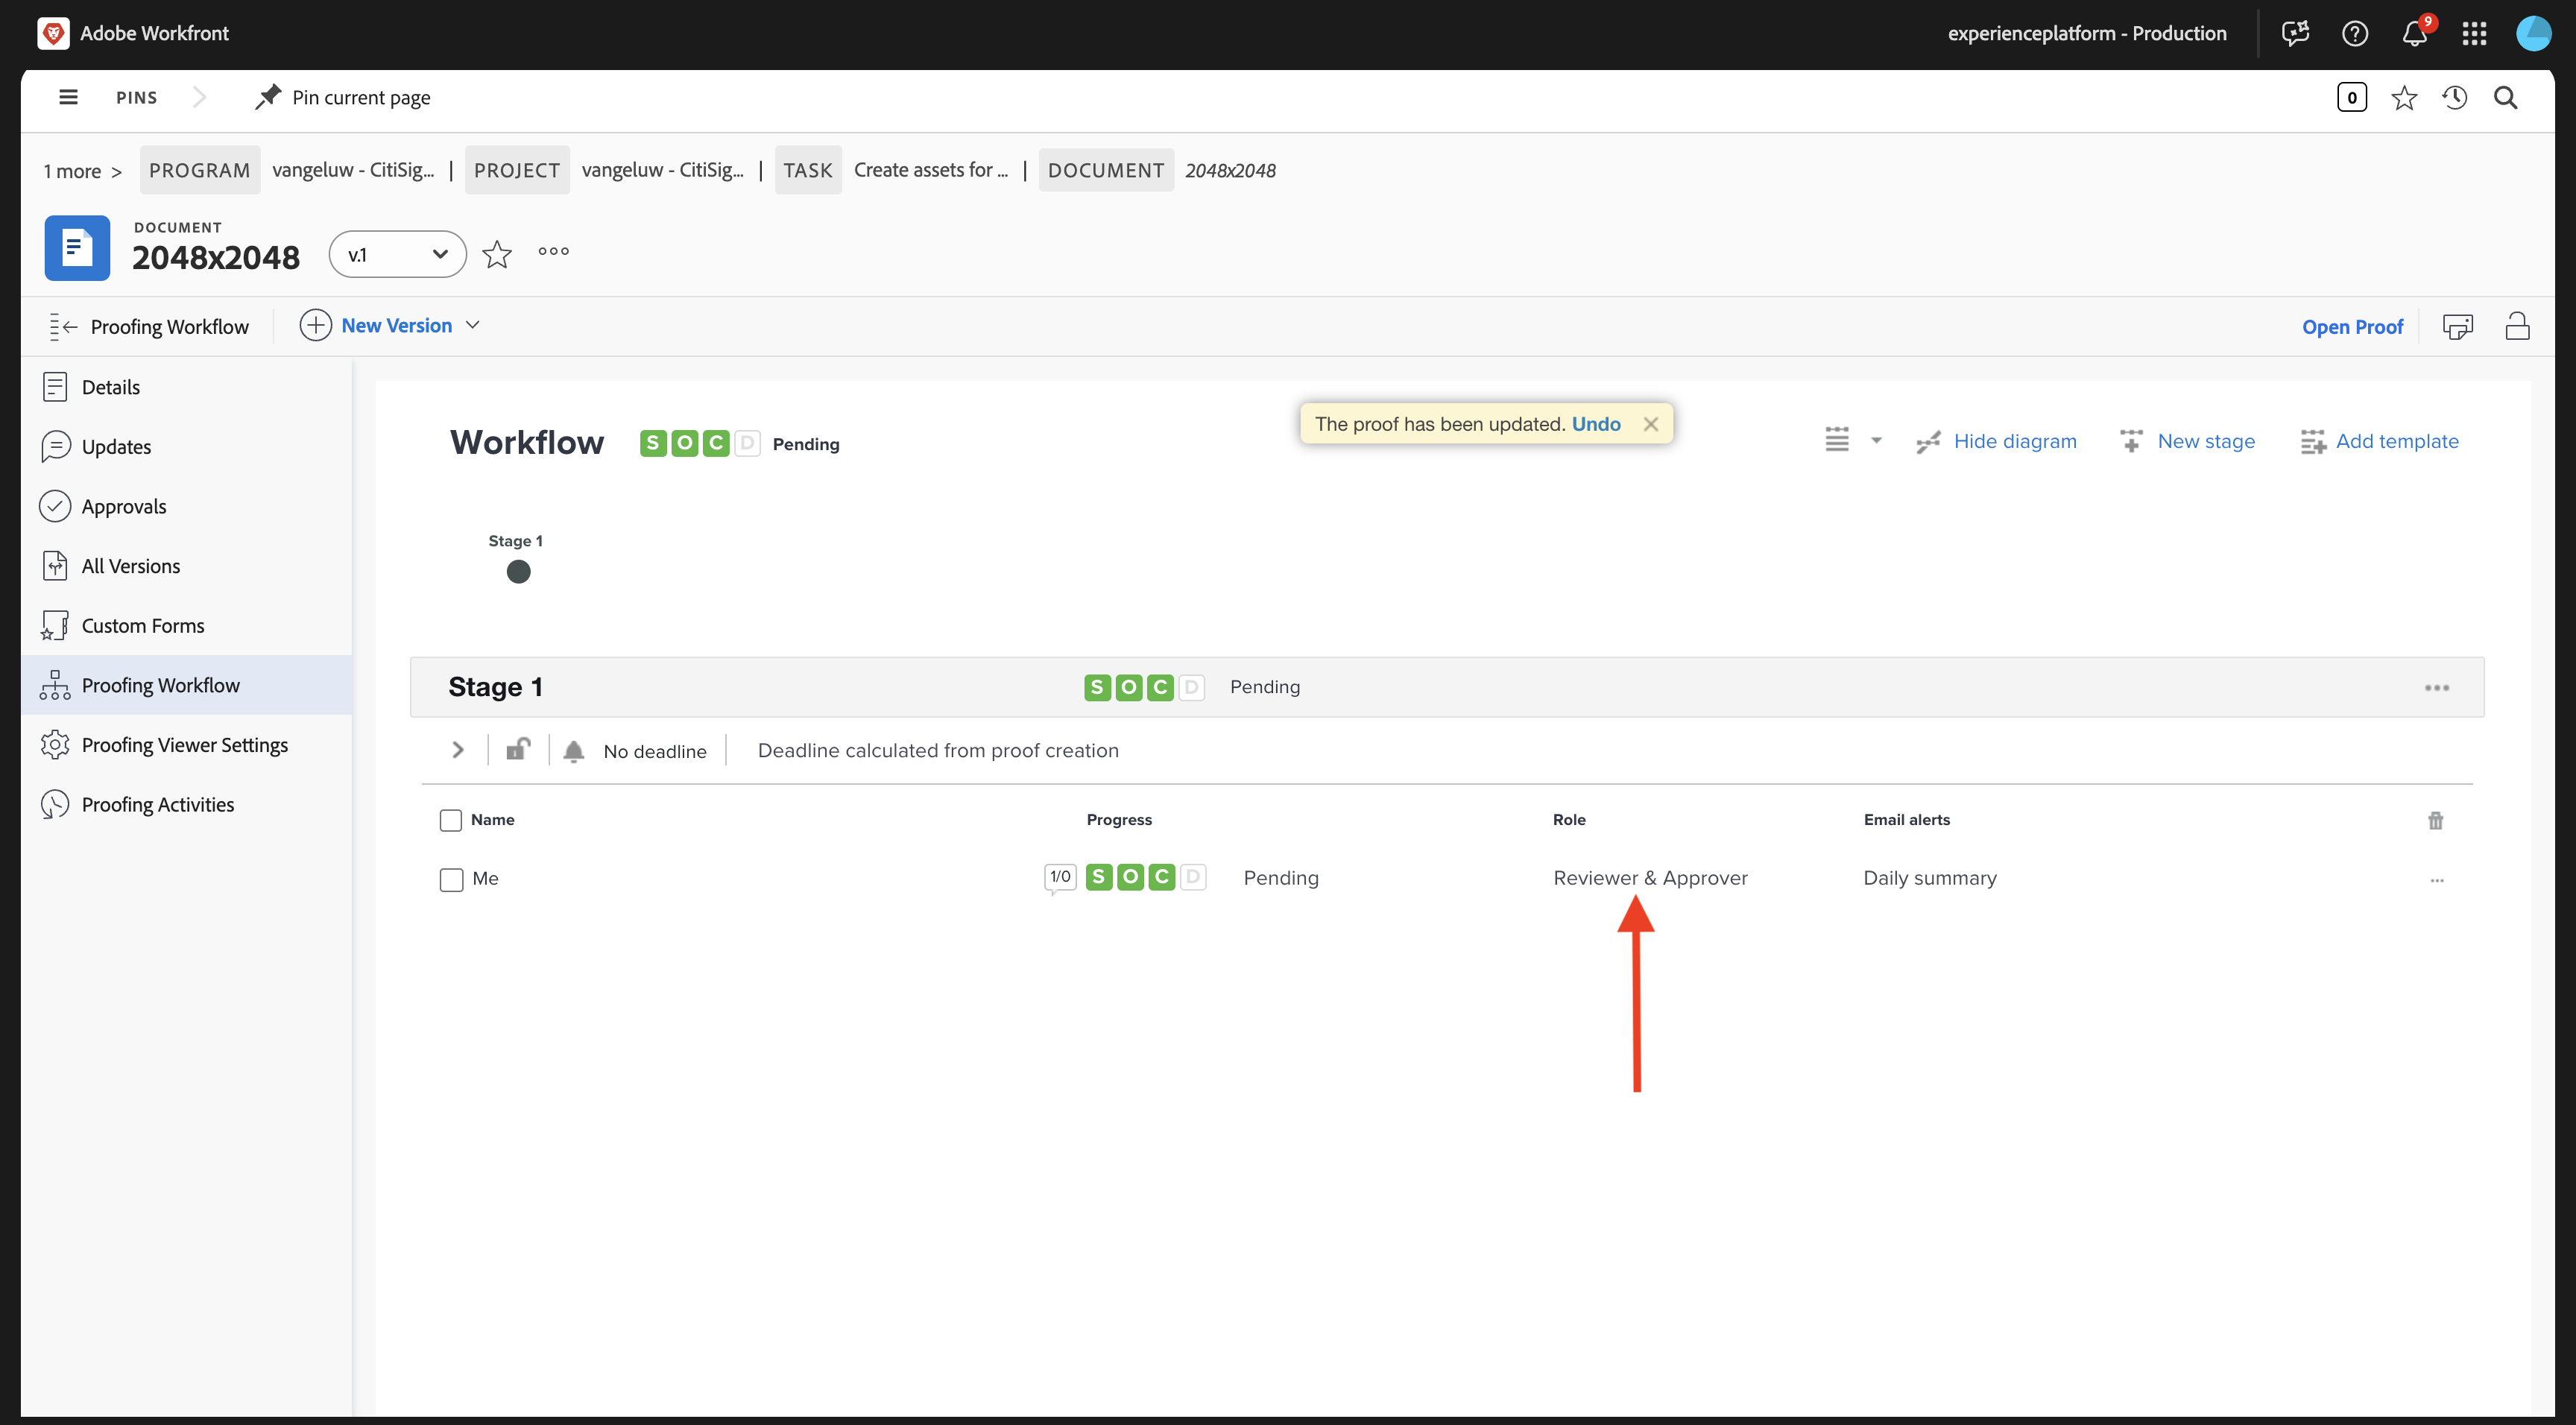 Adobe Workfront
experienceplatform - Production
9
PINS
Pin current page
0
1 more >
PROGRAM vangeluw - CitiSig... | PROJECT vangeluw - CitiSig... | TASK Create assets for ... | DOCUMENT 2048x2048
DOCUMENT
2048x2048
v.1
Proofing Workflow
New Version
Open Proof
Details
Updates
Approvals
All Versions
Custom Forms
Proofing Workflow
Proofing Viewer Settings
Proofing Activities
Workflow
S O C D Pending
The proof has been updated. Undo
Hide diagram
New stage
Add template
Stage 1
Stage 1
S O C D Pending
No deadline
Deadline calculated from proof creation
Name Progress Role Email alerts
Me 1/0 S O C D Pending Reviewer & Approver Daily summary